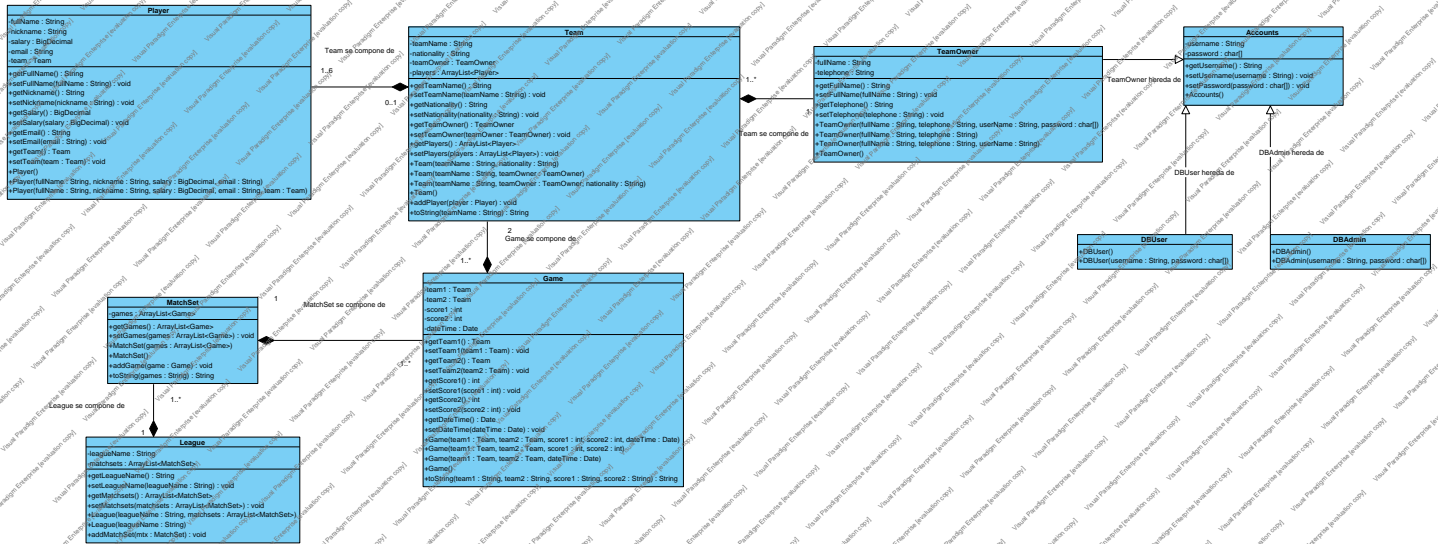 Player
-fullName : String
-nickname : String
-salary : BigDecimal
-email : String
-team : Team
+getFullName() : String
+setFullName(fullName : String) : void
+getNickname() : String
+setNickname(nickname : String) : void
+getSalary() : BigDecimal
+setSalary(salary : BigDecimal) : void
+getEmail() : String
+setEmail(email : String) : void
+getTeam() : Team
+setTeam(team : Team) : void
+Player()
+Player(fullName : String, nickname : String, salary : BigDecimal, email : String)
+Player(fullName : String, nickname : String, salary : BigDecimal, email : String, team : Team)
Team se compone de
1..6
0..1
Team
-teamName : String
-nationality : String
-teamOwner : TeamOwner
-players : ArrayList<Player>
+getTeamName() : String
+setTeamName(teamName : String) : void
+getNationality() : String
+setNationality(nationality : String) : void
+getTeamOwner() : TeamOwner
+setTeamOwner(teamOwner : TeamOwner) : void
+getPlayers() : ArrayList<Player>
+setPlayers(players : ArrayList<Player>) : void
+Team(teamName : String, nationality : String)
+Team(teamName : String, teamOwner : TeamOwner)
+Team(teamName : String, teamOwner : TeamOwner, nationality : String)
+Team()
+addPlayer(player : Player) : void
+toString(teamName : String) : String
1..*
Team se compone de
TeamOwner
-fullName : String
-telephone : String
+getFullName() : String
+setFullName(fullName : String) : void
+getTelephone() : String
+setTelephone(telephone : String) : void
+TeamOwner(fullName : String, telephone : String, userName : String, password : char[])
+TeamOwner(fullName : String, telephone : String)
+TeamOwner(fullName : String, telephone : String, userName : String)
+TeamOwner()
TeamOwner hereda de
Accounts
-username : String
-password : char[]
+getUsername() : String
+setUsername(username : String) : void
+setPassword(password : char[]) : void
+Accounts()
DBAdmin hereda de
DBUser hereda de
DBUser
+DBUser()
+DBUser(username : String, password : char[])
DBAdmin
+DBAdmin()
+DBAdmin(username : String, password : char[])
2
Game se compone de
1..*
Game
-team1 : Team
-team2 : Team
-score1 : int
-score2 : int
-dateTime : Date
+getTeam1() : Team
+setTeam1(team1 : Team) : void
+getTeam2() : Team
+setTeam2(team2 : Team) : void
+getScore1() : int
+setScore1(score1 : int) : void
+getScore2() : int
+setScore2(score2 : int) : void
+getDateTime() : Date
+setDateTime(dateTime : Date) : void
+Game(team1 : Team, team2 : Team, score1 : int, score2 : int, dateTime : Date)
+Game(team1 : Team, team2 : Team, score1 : int, score2 : int)
+Game(team1 : Team, team2 : Team, dateTime : Date)
+Game()
+toString(team1 : String, team2 : String, score1 : String, score2 : String) : String
1
MatchSet se compone de
MatchSet
-games : ArrayList<Game>
+getGames() : ArrayList<Game>
+setGames(games : ArrayList<Game>) : void
+MatchSet(games : ArrayList<Game>)
+MatchSet()
+addGame(game : Game) : void
+toString(games : String) : String
League se compone de
1..*
1
League
-leagueName : String
-matchsets : ArrayList<MatchSet>
+getLeagueName() : String
+setLeagueName(leagueName : String) : void
+getMatchsets() : ArrayList<MatchSet>
+setMatchsets(matchsets : ArrayList<MatchSet>) : void
+League(leagueName : String, matchsets : ArrayList<MatchSet>)
+League(leagueName : String)
+addMatchSet(mtx : MatchSet) : void
Visual Paradigm Enterprise [evaluation copy]